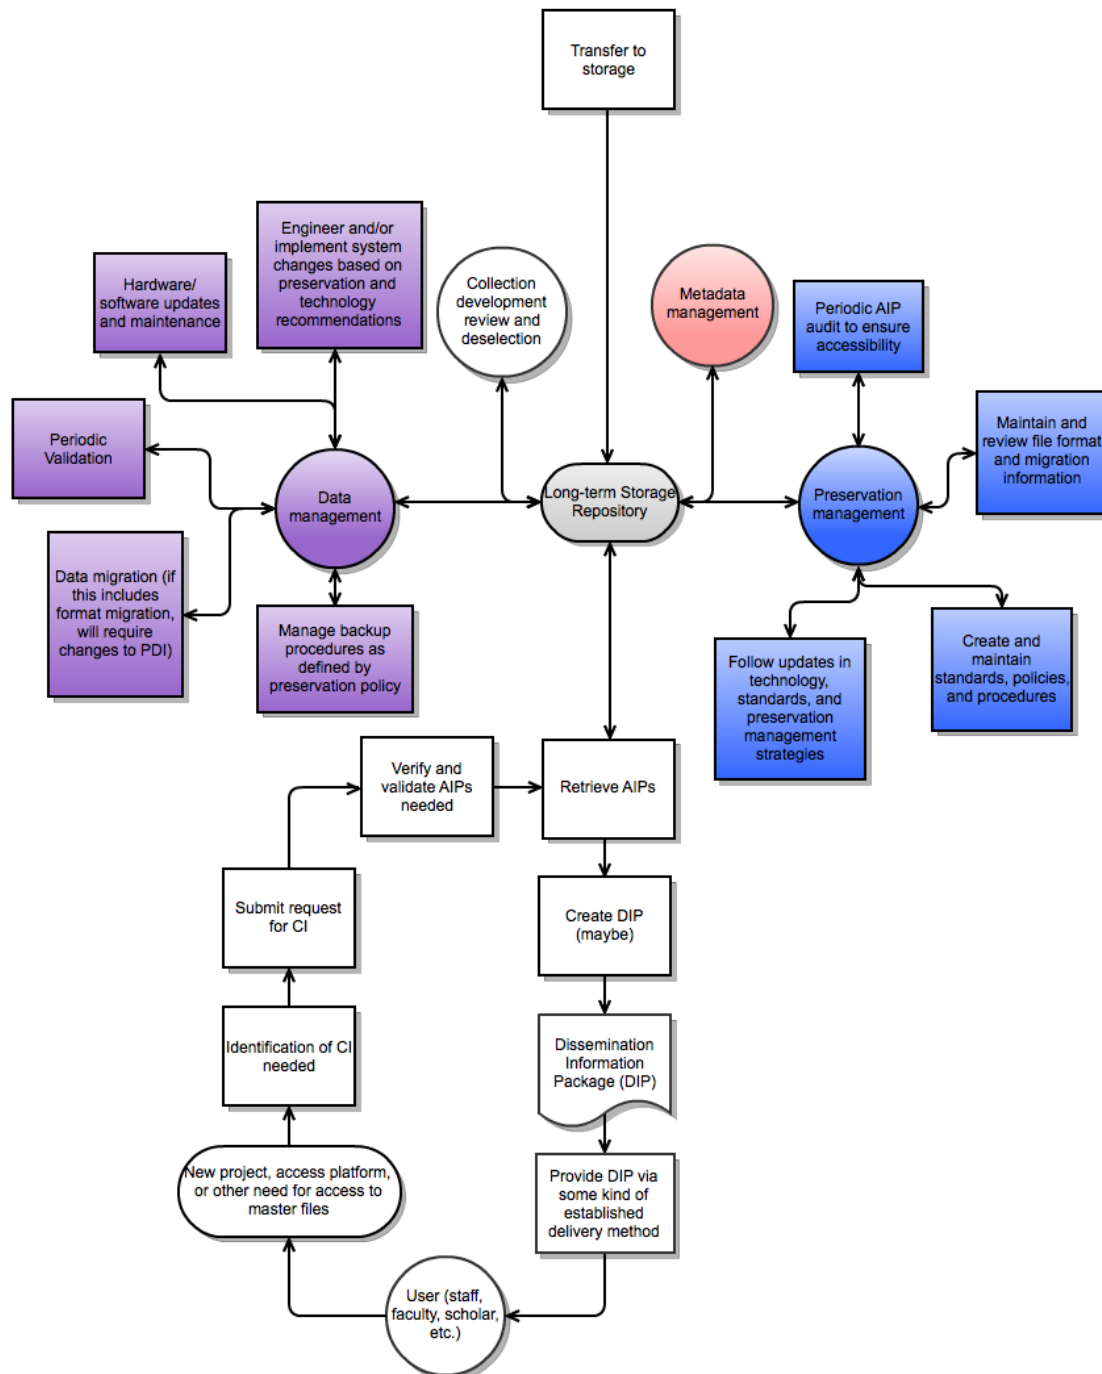 Transfer to
storage
Engineer and/or
implement system
changes based on
preservation and
technology
recommendations
Hardware/
software updates
and maintenance
Collection
development
review and
deselection
Metadata
management
Periodic AIP
audit to ensure
accessibility
Maintain and
review file format
and migration
information
Periodic
Validation
Data
management
Long-term Storage
Repository
Preservation
management
Data migration (if
this includes
format migration,
will require
changes to PDI)
Manage backup
procedures as
defined by
preservation policy
Follow updates in
technology,
standards, and
preservation
management
strategies
Create and
maintain
standards, policies,
and procedures
Verify and
validate AIPs
needed
Retrieve AIPs
Submit request
for CI
Create DIP
(maybe)
Identification of CI
needed
Dissemination
Information
Package (DIP)
New project, access platform,
or other need for access to
master files
Provide DIP via
some kind of
established
delivery method
User (staff,
faculty, scholar,
etc.)